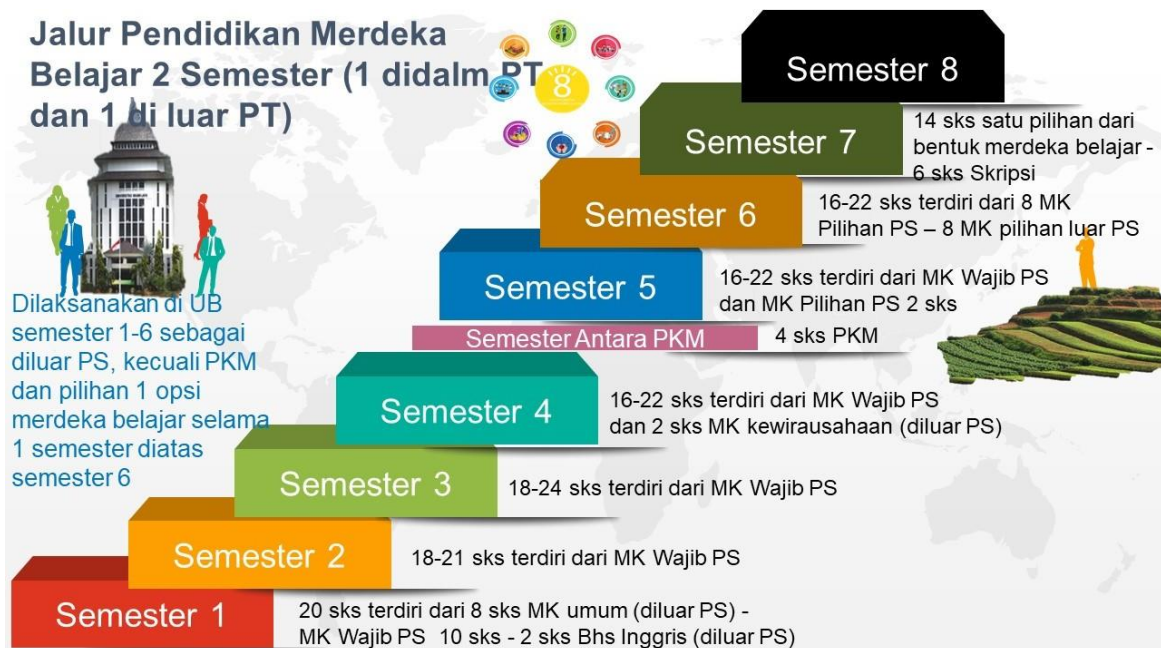 Jalur Pendidikan Merdeka
Belajar 2 Semester (1 didalm PT
dan 1 di luar PT)
8
Semester 8
Semester 7
14 sks satu pilihan dari
bentuk merdeka belajar -
6 sks Skripsi
Semester 6
16-22 sks terdiri dari 8 MK
Pilihan PS – 8 MK pilihan luar PS
Semester 5
16-22 sks terdiri dari MK Wajib PS
dan MK Pilihan PS 2 sks
Semester Antara PKM
4 sks PKM
Dilaksanakan di UB
semester 1-6 sebagai
diluar PS, kecuali PKM
dan pilihan 1 opsi
merdeka belajar selama
1 semester diatas
semester 6
Semester 4
16-22 sks terdiri dari MK Wajib PS
dan 2 sks MK kewirausahaan (diluar PS)
Semester 3
18-24 sks terdiri dari MK Wajib PS
Semester 2
18-21 sks terdiri dari MK Wajib PS
Semester 1
20 sks terdiri dari 8 sks MK umum (diluar PS) -
MK Wajib PS 10 sks - 2 sks Bhs Inggris (diluar PS)